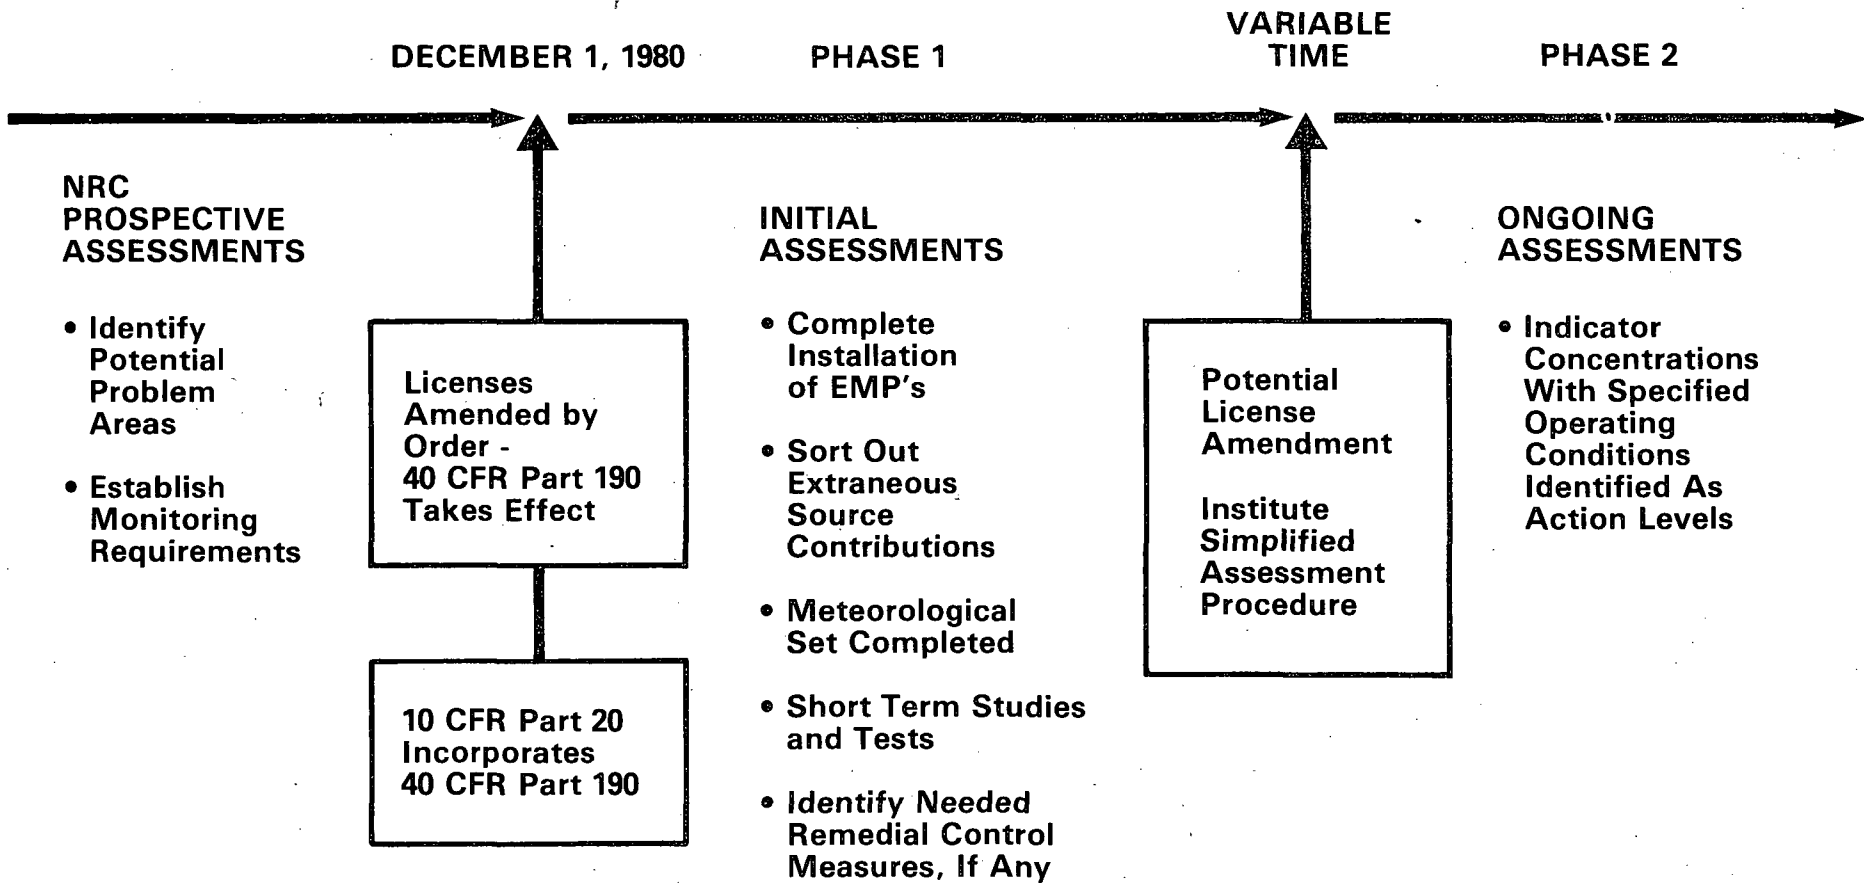 DECEMBER 1, 1980
PHASE 1
VARIABLE
TIME
PHASE 2
NRC
PROSPECTIVE
ASSESSMENTS
• Identify
Potential
Problem
Areas
• Establish
Monitoring
Requirements
Licenses
Amended by
Order -
40 CFR Part 190
Takes Effect
10 CFR Part 20
Incorporates
40 CFR Part 190
INITIAL
ASSESSMENTS
• Complete
Installation
of EMP's
• Sort Out
Extraneous
Source
Contributions
• Meteorological
Set Completed
• Short Term Studies
and Tests
• Identify Needed
Remedial Control
Measures, If Any
Potential
License
Amendment
Institute
Simplified
Assessment
Procedure
ONGOING
ASSESSMENTS
• Indicator
Concentrations
With Specified
Operating
Conditions
Identified As
Action Levels